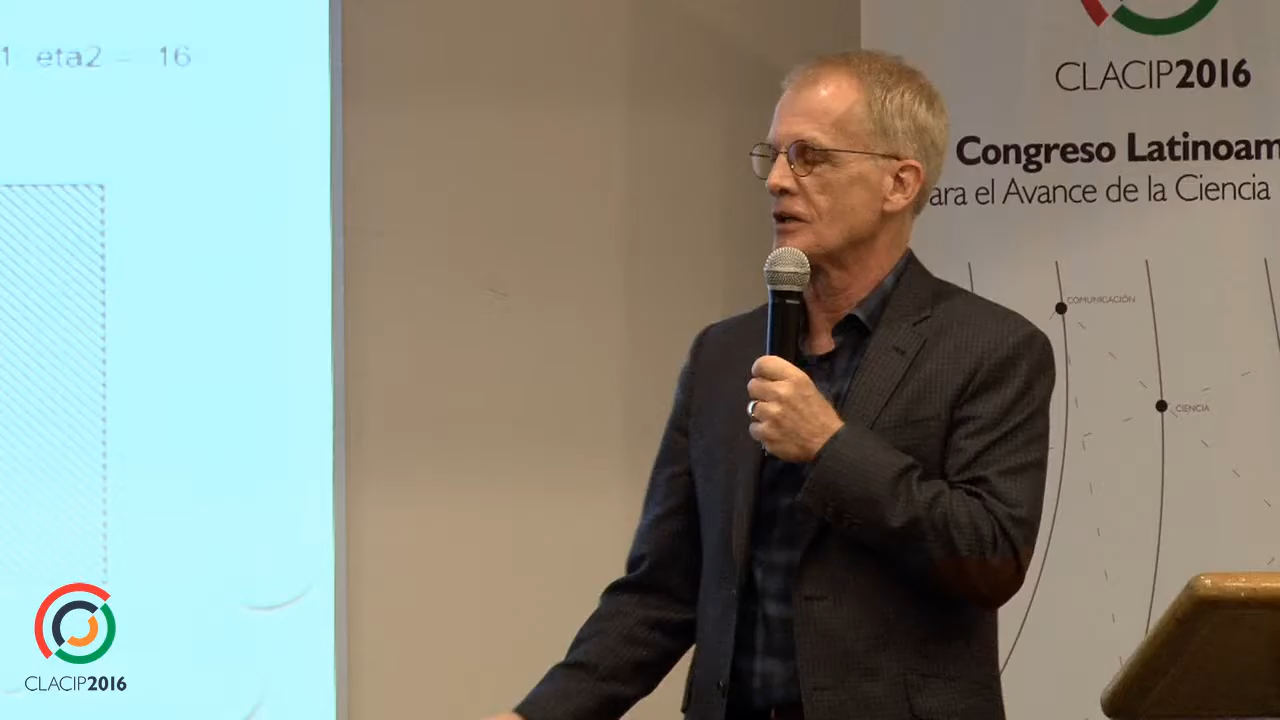 1 eta2 = 16
CLACIP2016
Congreso Latinoam
ara el Avance de la Ciencia
COMUNICACIÓN
CIENCIA
CLACIP2016